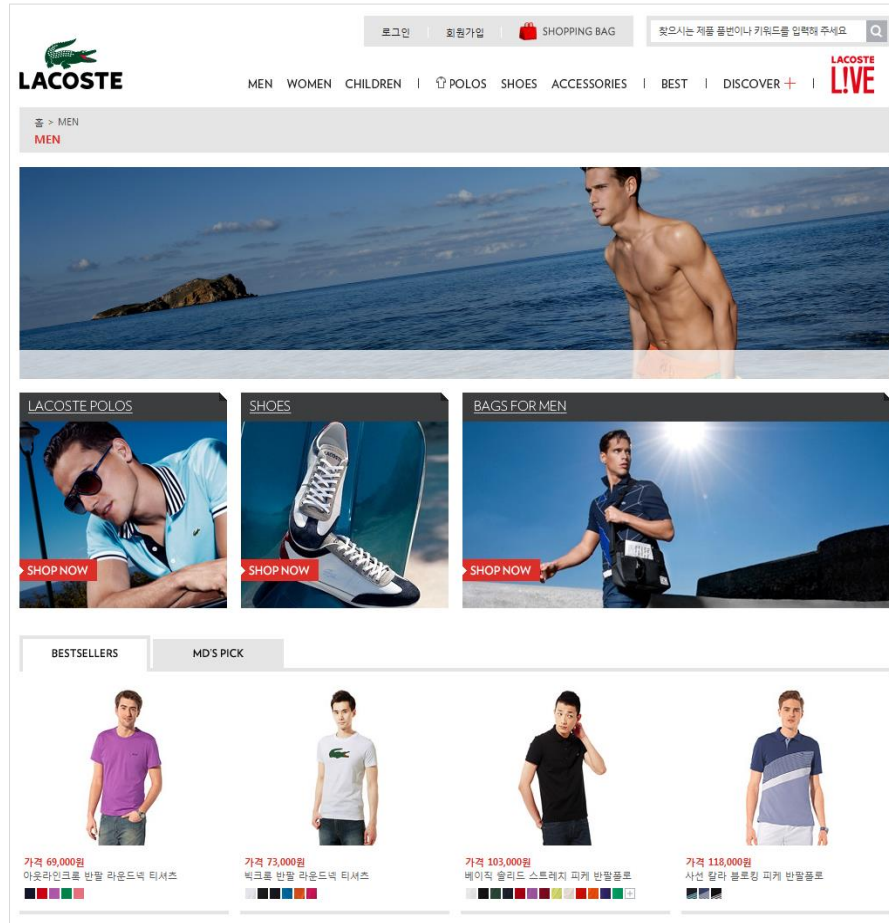 로그인
회원가입
SHOPPING BAG
찾으시는 제품 품번이나 키워드를 입력해 주세요
LACOSTE
MEN WOMEN CHILDREN | POLOS SHOES ACCESSORIES | BEST | DISCOVER + |
LACOSTE
L!VE
홈 > MEN
MEN
LACOSTE POLOS
SHOES
BAGS FOR MEN
SHOP NOW
SHOP NOW
SHOP NOW
BESTSELLERS
MD'S PICK
가격 69,000원
아웃라인크롬 반팔 라운드넥 티셔츠
가격 73,000원
빅크롬 반팔 라운드넥 티셔츠
가격 103,000원
베이직 솔리드 스트레치 피케 반팔폴로
가격 118,000원
사선 칼라 블로킹 피케 반팔폴로